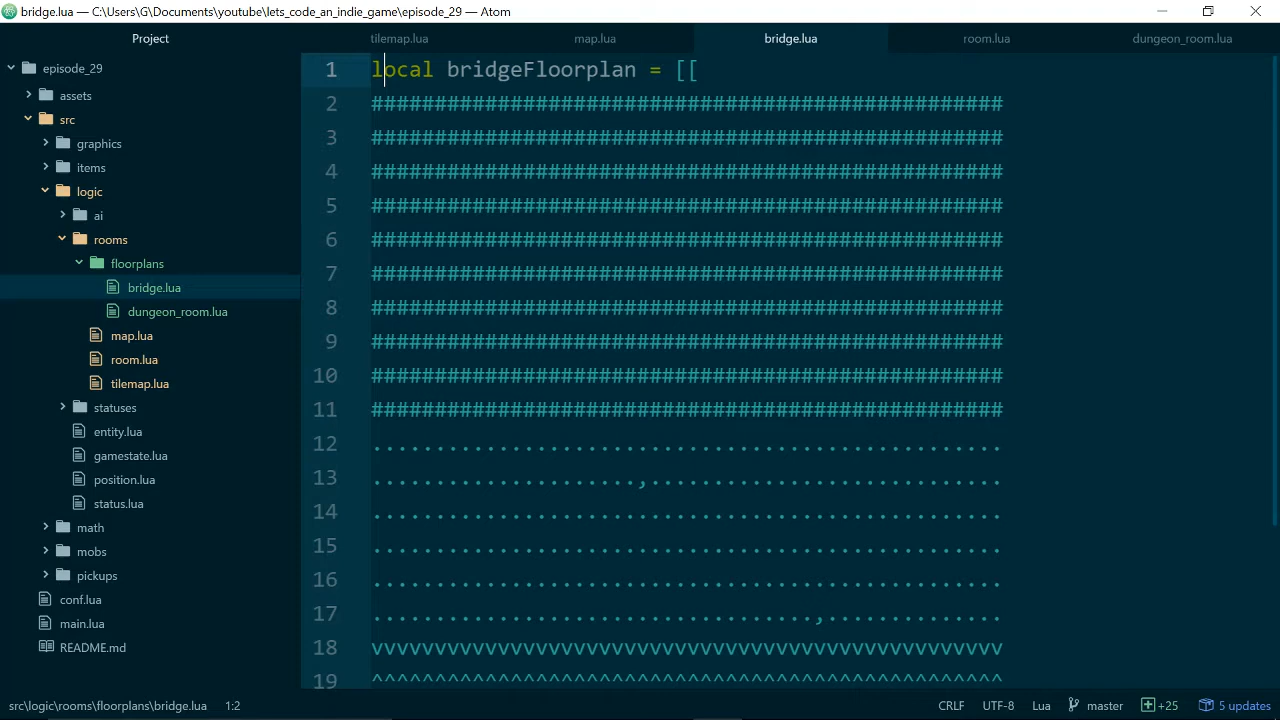 bridge.lua — C:\Users\G\Documents\youtube\lets_code_an_indie_game\episode_29 — Atom
Project
tilemap.lua
map.lua
bridge.lua
room.lua
dungeon_room.lua
episode_29
assets
src
graphics
items
logic
ai
rooms
floorplans
bridge.lua
dungeon_room.lua
map.lua
room.lua
tilemap.lua
statuses
entity.lua
gamestate.lua
position.lua
status.lua
math
mobs
pickups
conf.lua
main.lua
README.md
1 local bridgeFloorplan = [[
2 ##################################################
3 ##################################################
4 ##################################################
5 ##################################################
6 ##################################################
7 ##################################################
8 ##################################################
9 ##################################################
10 ##################################################
11 ##################################################
12 ..................................................
13 .....................,............................
14 ..................................................
15 ..................................................
16 ..................................................
17 ...................................,..............
18 vvvvvvvvvvvvvvvvvvvvvvvvvvvvvvvvvvvvvvvvvvvvvvvvvv
19 ^^^^^^^^^^^^^^^^^^^^^^^^^^^^^^^^^^^^^^^^^^^^^^^^^^
src\logic\rooms\floorplans\bridge.lua 1:2 CRLF UTF-8 Lua master +25 5 updates